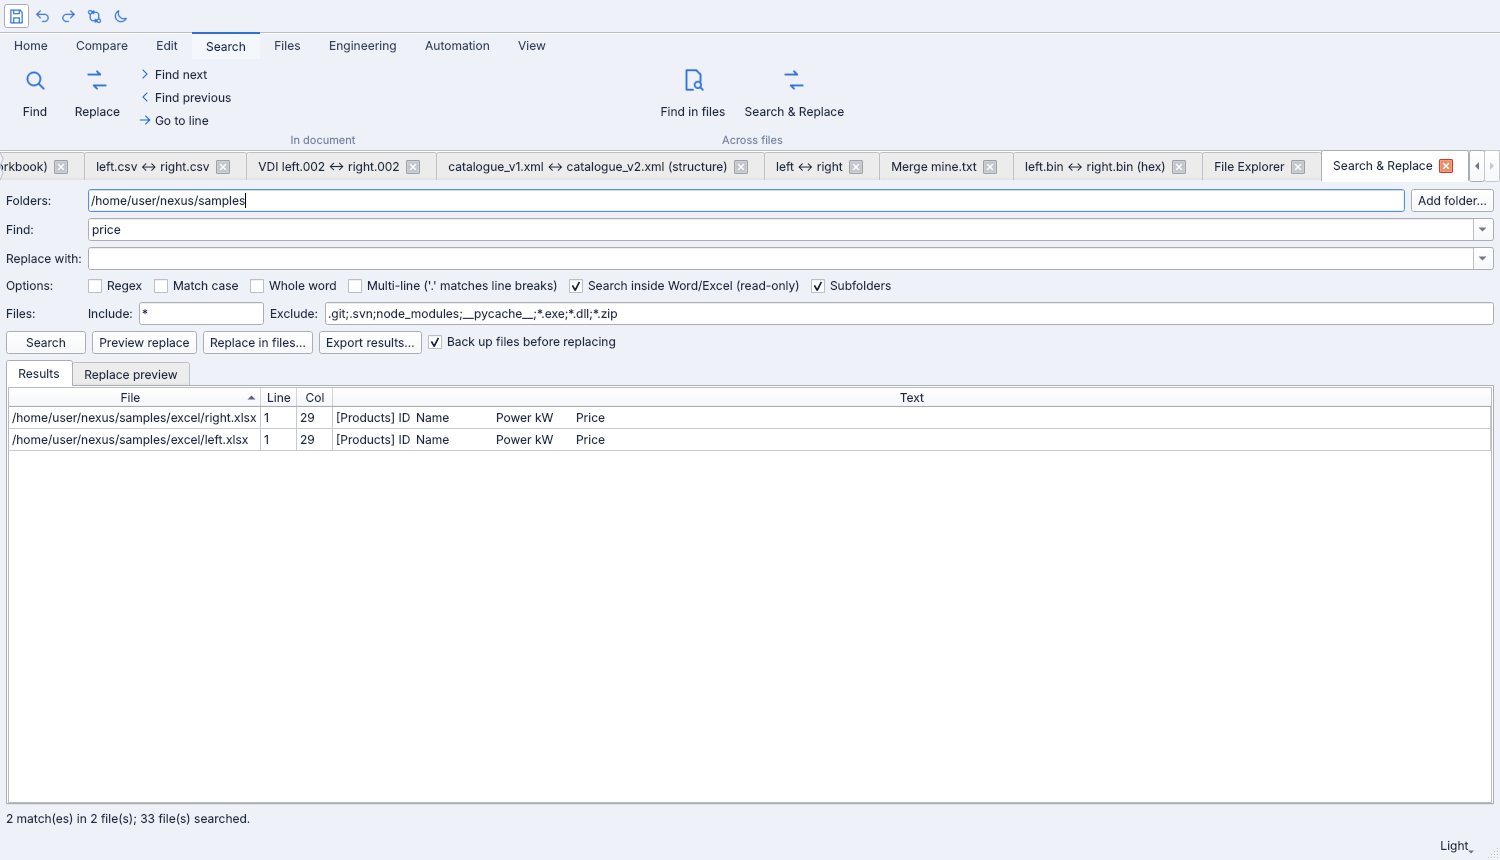 Home Compare Edit Search Files Engineering Automation View
Find
Replace
Find next
Find previous
Go to line
In document
Find in files
Search & Replace
Across files
rkbook) left.csv ↔ right.csv VDI left.002 ↔ right.002 catalogue_v1.xml ↔ catalogue_v2.xml (structure) left ↔ right Merge mine.txt left.bin ↔ right.bin (hex) File Explorer Search & Replace
Folders: /home/user/nexus/samples Add folder...
Find: price
Replace with:
Options: Regex Match case Whole word Multi-line ('.' matches line breaks) Search inside Word/Excel (read-only) Subfolders
Files: Include: * Exclude: .git;.svn;node_modules;__pycache__;*.exe;*.dll;*.zip
Search Preview replace Replace in files... Export results... Back up files before replacing
Results Replace preview
File Line Col Text
/home/user/nexus/samples/excel/right.xlsx 1 29 [Products] ID Name Power kW Price
/home/user/nexus/samples/excel/left.xlsx 1 29 [Products] ID Name Power kW Price
2 match(es) in 2 file(s); 33 file(s) searched.
Light